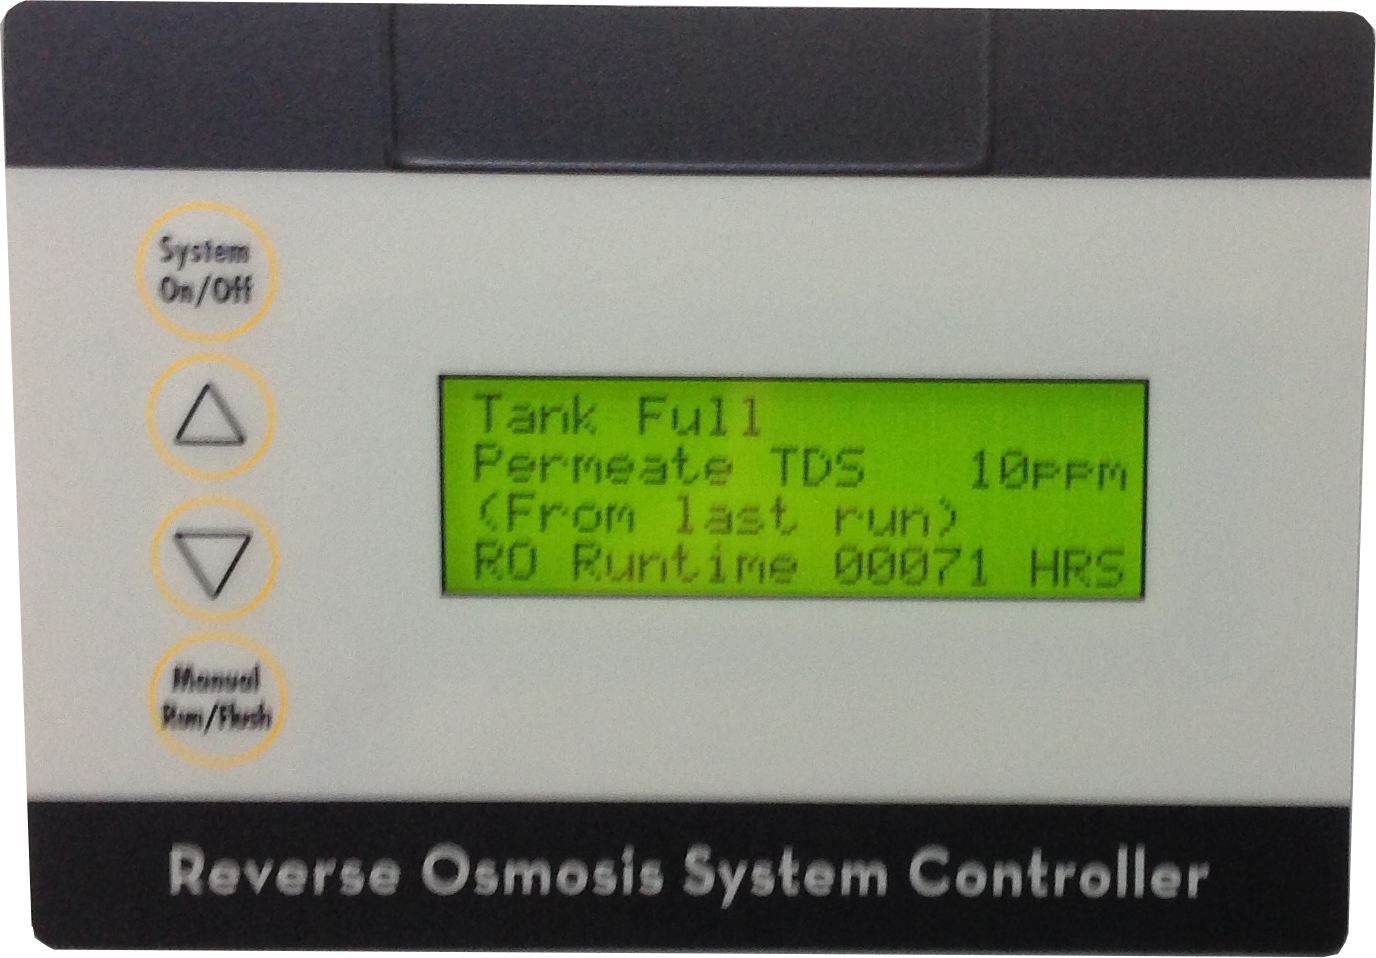 System
On/Off
Tank Full
Permeate TDS 10ppm
(From last run)
RO Runtime 00071 HRS
Manual
Run/Flush
Reverse Osmosis System Controller